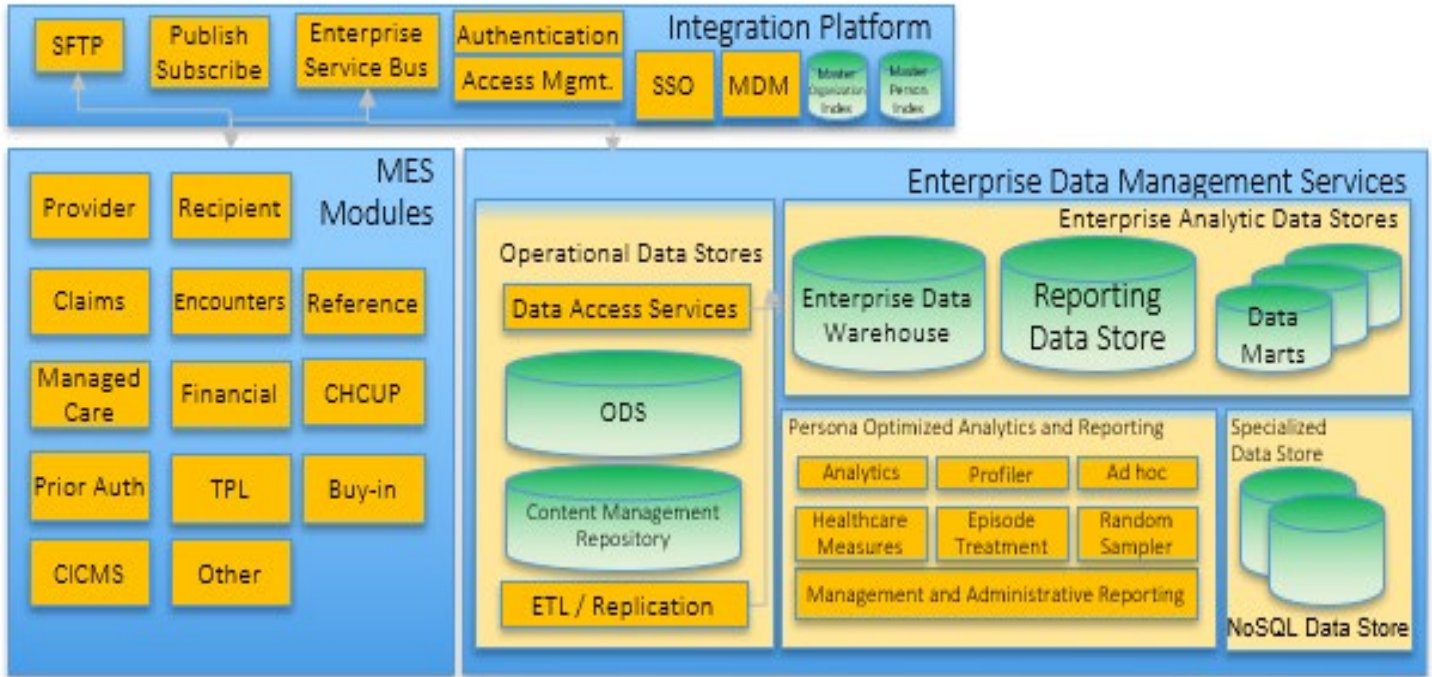 Integration Platform
SFTP
Publish
Subscribe
Enterprise
Service Bus
Authentication
Access Mgmt.
SSO
MDM
Master
Organization
Index
Master
Person
Index
MES
Modules
Provider
Recipient
Claims
Encounters
Reference
Managed
Care
Financial
CHCUP
Prior Auth
TPL
Buy-in
CICMS
Other
Enterprise Data Management Services
Operational Data Stores
Data Access Services
ODS
Content Management
Repository
ETL / Replication
Enterprise Analytic Data Stores
Enterprise Data
Warehouse
Reporting
Data Store
Data
Marts
Persona Optimized Analytics and Reporting
Analytics
Profiler
Ad hoc
Healthcare
Measures
Episode
Treatment
Random
Sampler
Management and Administrative Reporting
Specialized
Data Store
NoSQL Data Store